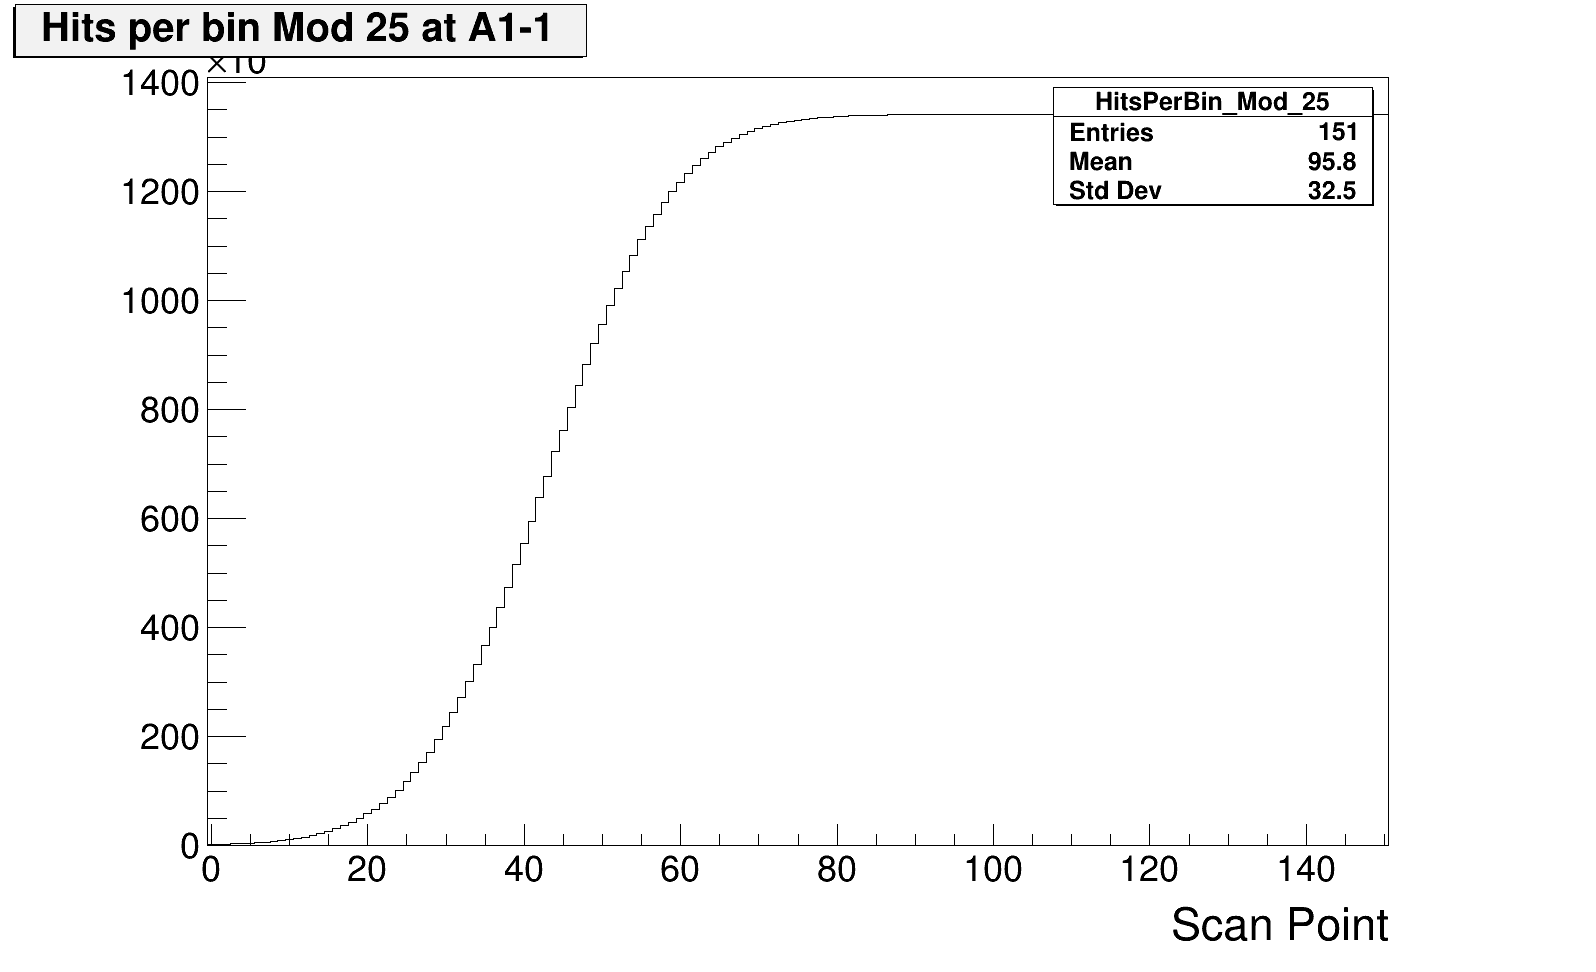 Hits per bin Mod 25 at A1-1
×10
1400
1200
1000
800
600
400
200
0
HitsPerBin_Mod_25
Entries 151
Mean 95.8
Std Dev 32.5
0 20 40 60 80 100 120 140
Scan Point